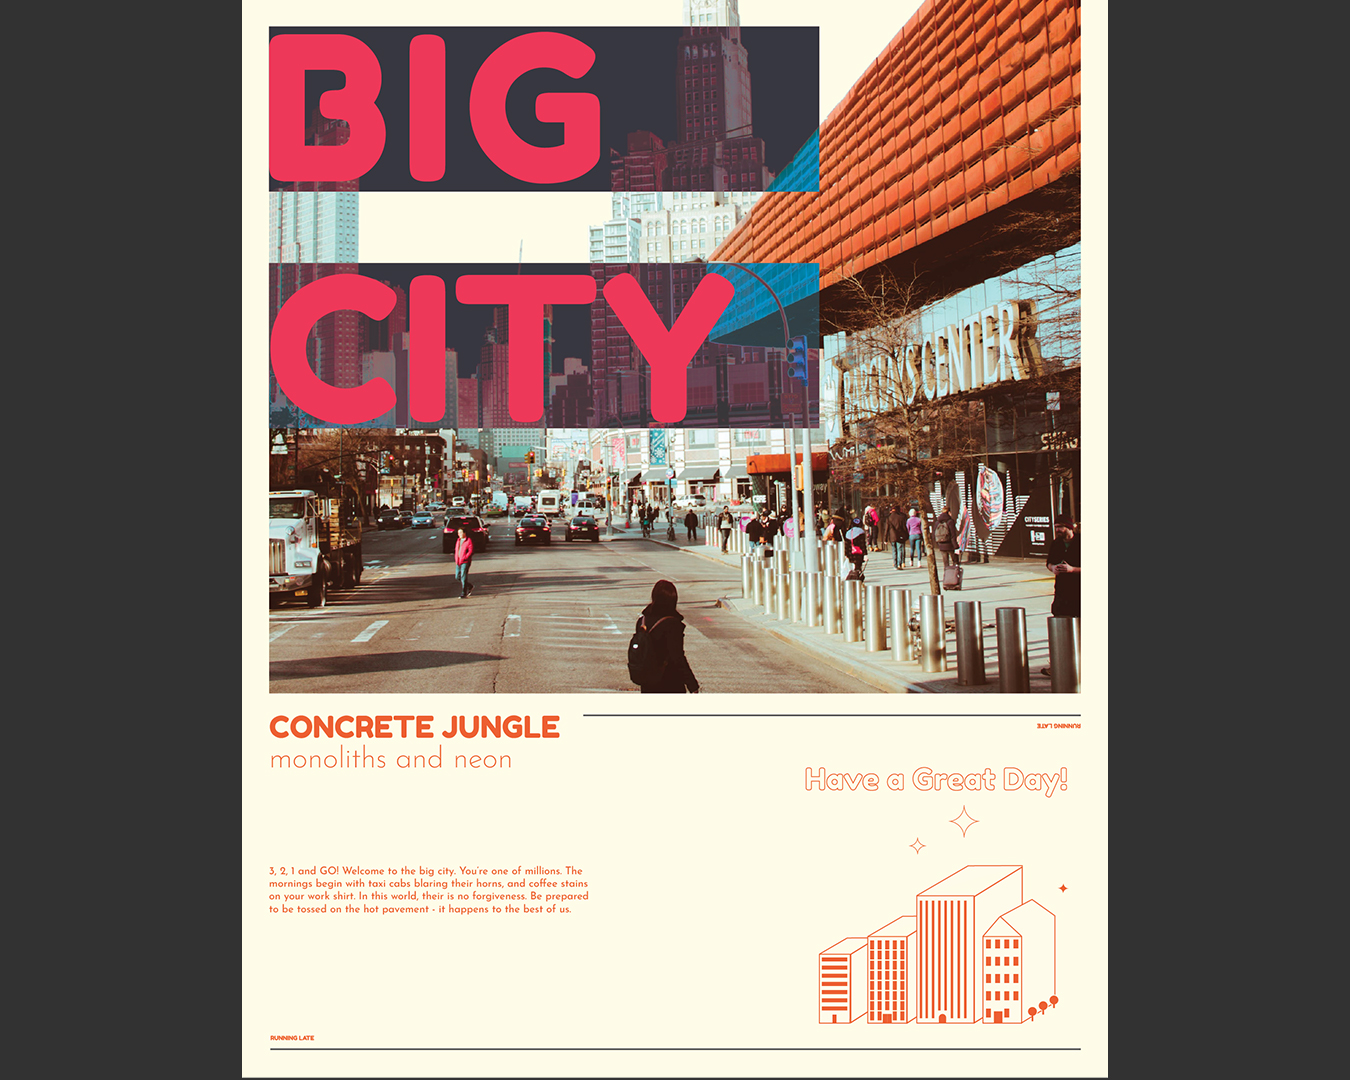 BIG
CITY
CENTER
CITYSERIES
CONCRETE JUNGLE
monoliths and neon
RUNNING LATE
Have a Great Day!
3, 2, 1 and GO! Welcome to the big city. You're one of millions. The
mornings begin with taxi cabs blaring their horns, and coffee stains
on your work shirt. In this world, their is no forgiveness. Be prepared
to be tossed on the hot pavement - it happens to the best of us.
RUNNING LATE